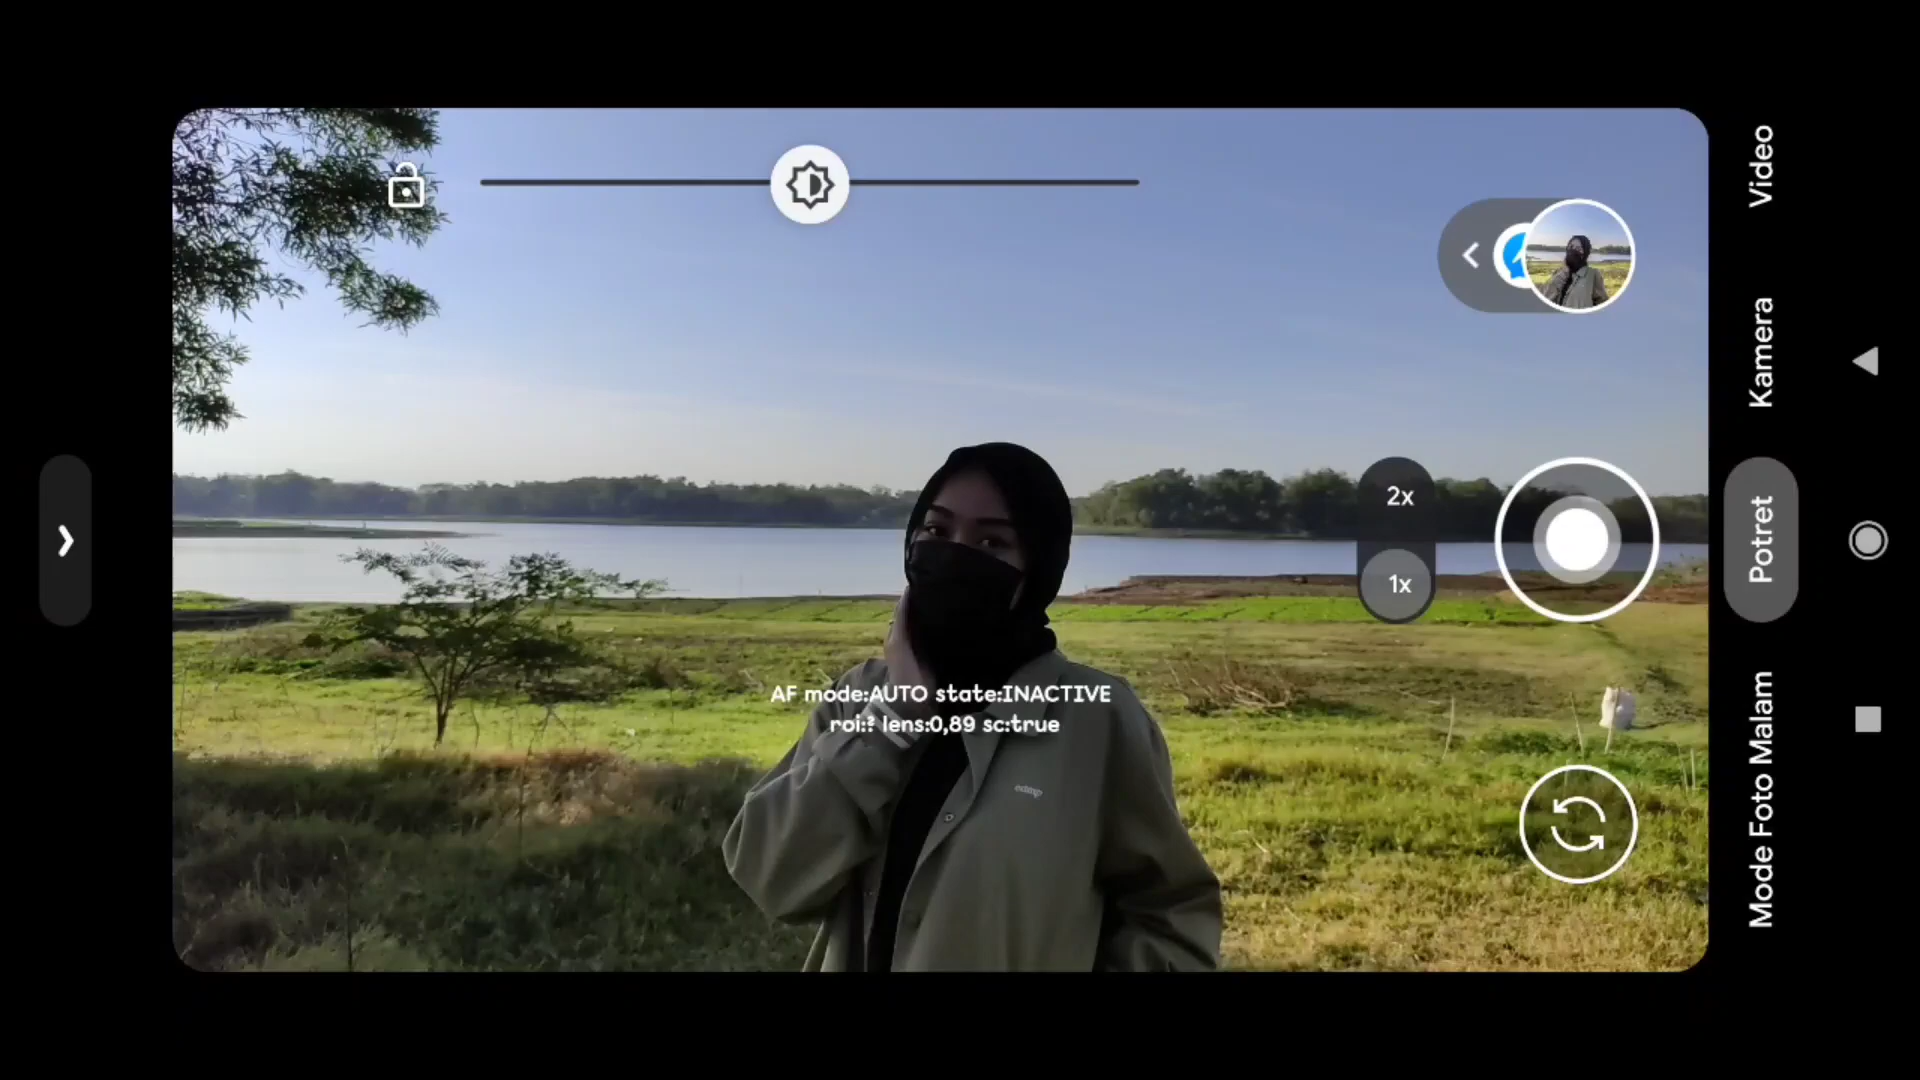 Video
Kamera
Potret
Mode Foto Malam
2x
1x
AF mode:AUTO state:INACTIVE
roi:? lens:0,89 sc:true